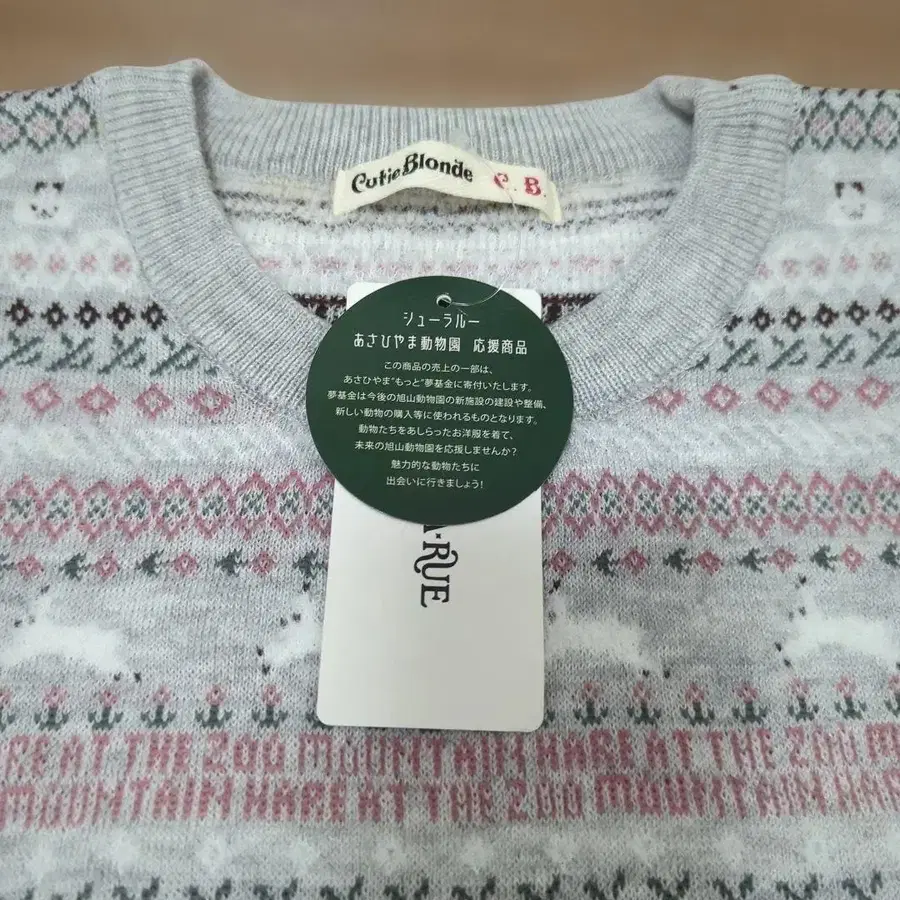 Cutie Blonde C. B.
シューラルー
あさひやま動物園 応援商品
この商品の売上の一部は、
あさひやま"もっと"夢基金に寄付いたします。
夢基金は今後の旭山動物園の新施設の建設や整備、
新しい動物の購入等に使われるものとなります。
動物たちをあしらったお洋服を着て、
未来の旭山動物園を応援しませんか?
魅力的な動物たちに
出会いに行きましょう!
A·RUE
RE AT THE ZOO MOUNTAIN HARE AT THE ZOO M
MOUNTAIN HARE AT THE ZOO MOUNTAIN HAR